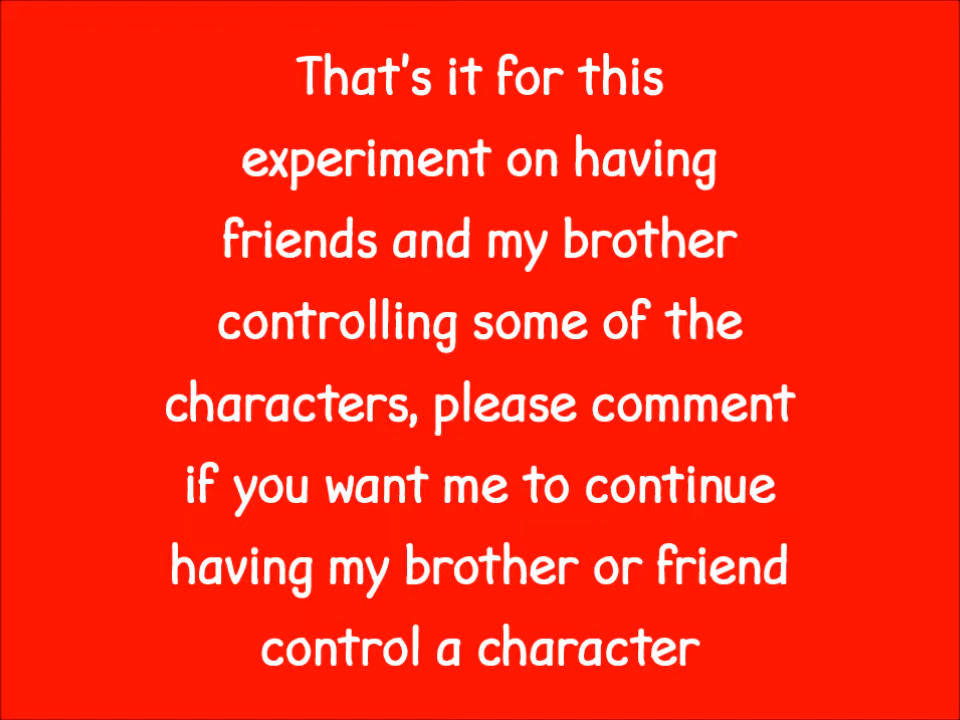 That's it for this
experiment on having
friends and my brother
controlling some of the
characters, please comment
if you want me to continue
having my brother or friend
control a character